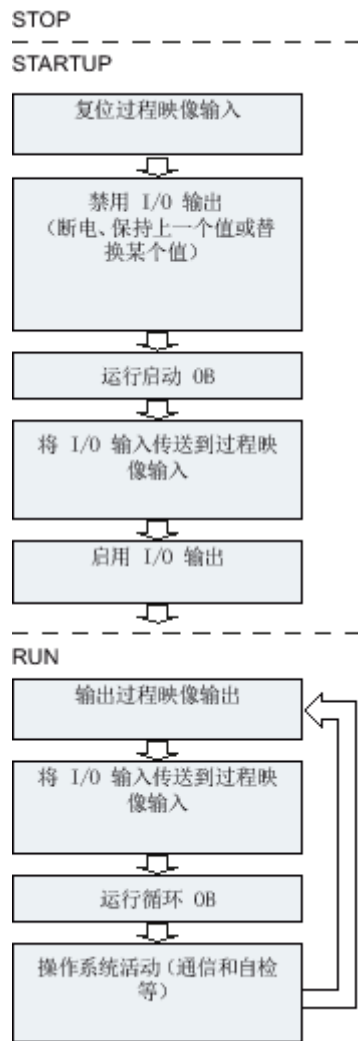 STOP
STARTUP
复位过程映像输入
禁用 I/O 输出
（断电、保持上一个值或替
换某个值）
运行启动 OB
将 I/O 输入传送到过程映
像输入
启用 I/O 输出
RUN
输出过程映像输出
将 I/O 输入传送到过程映
像输入
运行循环 OB
操作系统活动（通信和自检
等）